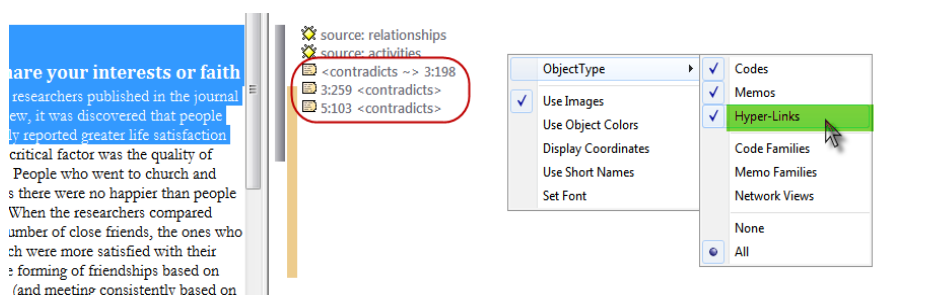 are your interests or faith
researchers published in the journal
ew, it was discovered that people
ly reported greater life satisfaction
critical factor was the quality of
People who went to church and
s there were no happier than people
When the researchers compared
umber of close friends, the ones who
ch were more satisfied with their
e forming of friendships based on
(and meeting consistently based on
source: relationships
source: activities
<contradicts ~> 3:198
3:259 <contradicts>
5:103 <contradicts>
ObjectType
Use Images
Use Object Colors
Display Coordinates
Use Short Names
Set Font
Codes
Memos
Hyper-Links
Code Families
Memo Families
Network Views
None
All